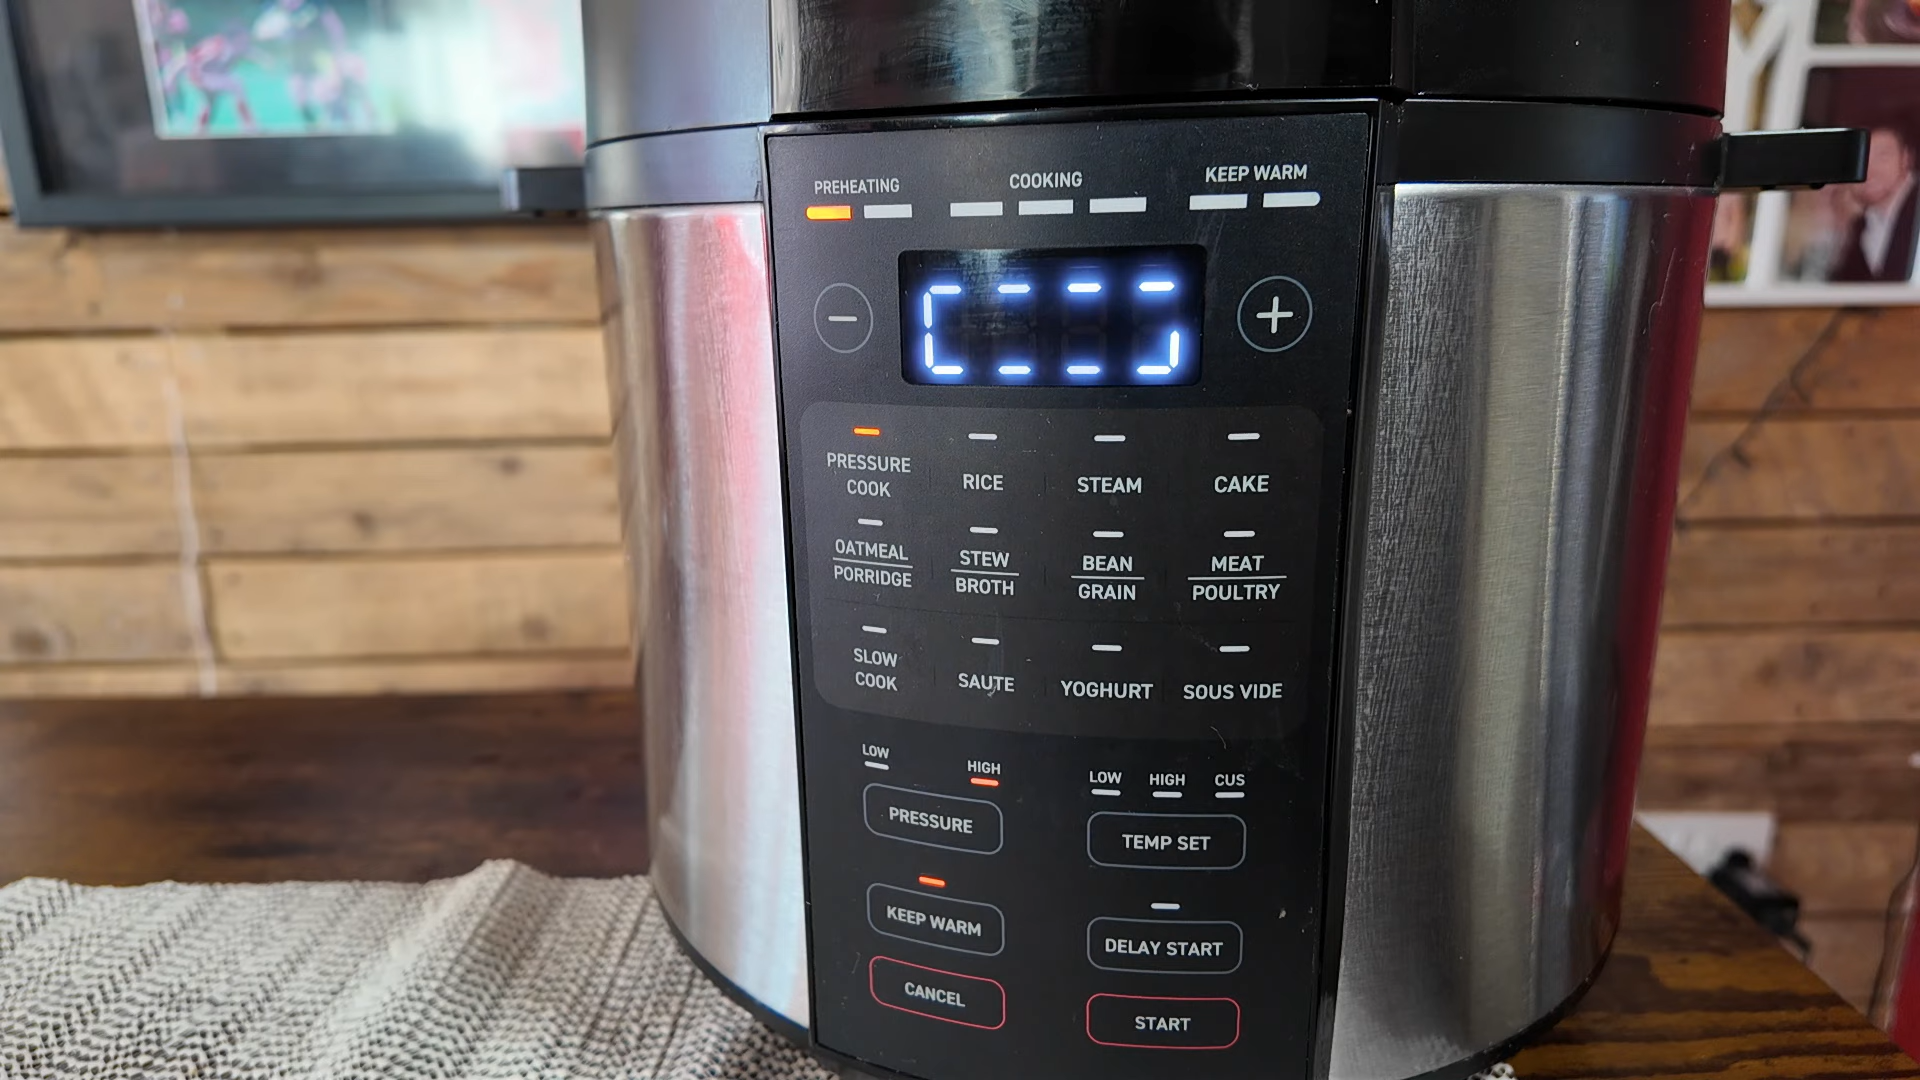 PREHEATING
COOKING
KEEP WARM
PRESSURE
COOK
RICE
STEAM
CAKE
OATMEAL
PORRIDGE
STEW
BROTH
BEAN
GRAIN
MEAT
POULTRY
SLOW
COOK
SAUTE
YOGHURT
SOUS VIDE
LOW
HIGH
PRESSURE
LOW
HIGH
CUS
TEMP SET
KEEP WARM
DELAY START
CANCEL
START